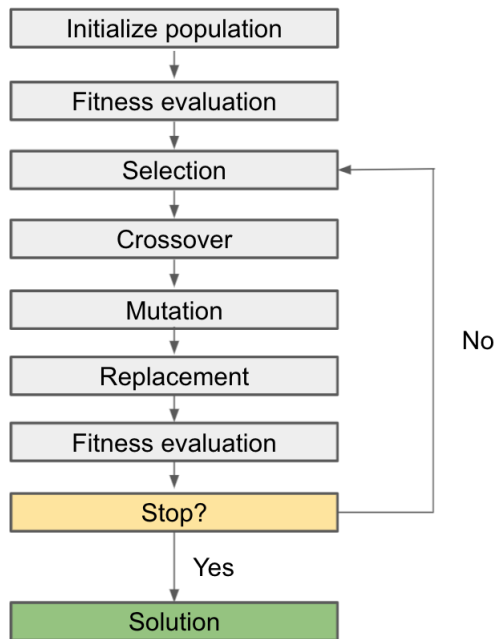 Initialize population
Fitness evaluation
Selection
Crossover
Mutation
No
Replacement
Fitness evaluation
Stop?
Yes
Solution